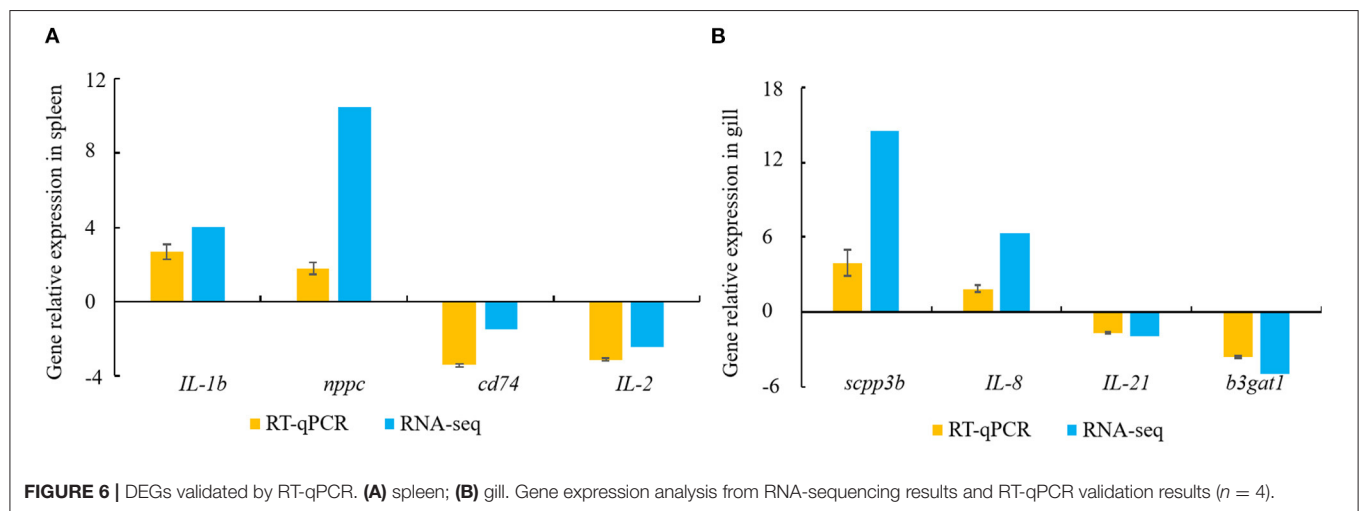 A
Gene relative expression in spleen
12
8
4
0
-4
IL-1b nppc cd74 IL-2
RT-qPCR RNA-seq
B
Gene relative expression in gill
18
12
6
0
-6
scpp3b IL-8 IL-21 b3gat1
RT-qPCR RNA-seq
FIGURE 6 | DEGs validated by RT-qPCR. (A) spleen; (B) gill. Gene expression analysis from RNA-sequencing results and RT-qPCR validation results (n = 4).